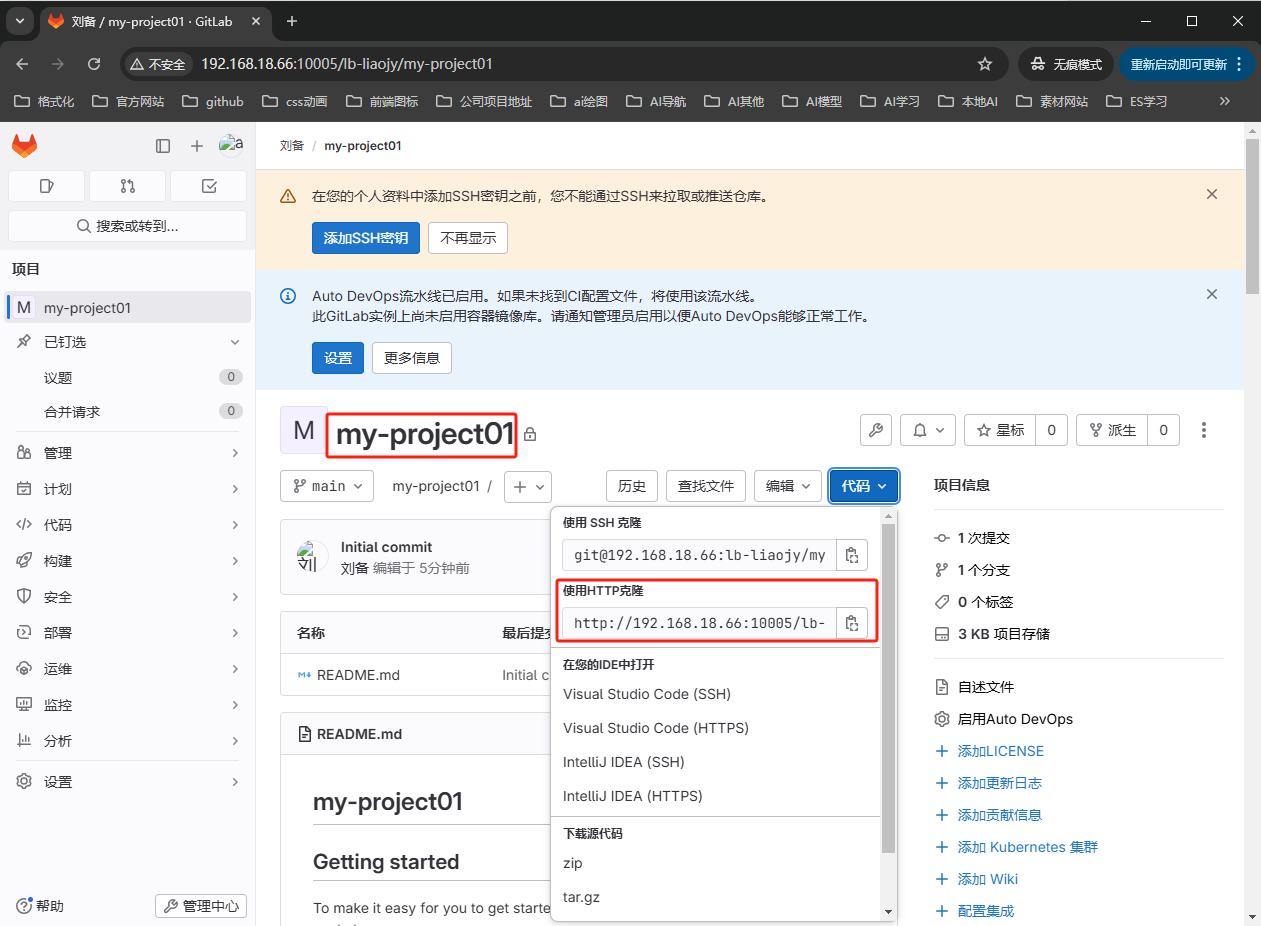 刘备 / my-project01 · GitLab
不安全
192.168.18.66:10005/lb-liaojy/my-project01
无痕模式
重新启动即可更新
格式化 官方网站 github css动画 前端图标 公司项目地址 ai绘图 AI导航 AI其他 AI模型 AI学习 本地AI 素材网站 ES学习
a
搜索或转到...
项目
M my-project01
已钉选
议题 0
合并请求 0
管理
计划
代码
构建
安全
部署
运维
监控
分析
设置
帮助
管理中心
刘备 / my-project01
在您的个人资料中添加SSH密钥之前，您不能通过SSH来拉取或推送仓库。
添加SSH密钥 不再显示
Auto DevOps流水线已启用。如果未找到CI配置文件，将使用该流水线。
此GitLab实例上尚未启用容器镜像库。请通知管理员启用以便Auto DevOps能够正常工作。
设置 更多信息
M my-project01
星标 0 派生 0
main my-project01 / 历史 查找文件 编辑 代码
Initial commit
刘备 编辑于 5分钟前
名称 最后提交
README.md Initial c
README.md
my-project01
Getting started
To make it easy for you to get starte
使用 SSH 克隆
git@192.168.18.66:lb-liaojy/my
使用HTTP克隆
http://192.168.18.66:10005/lb-
在您的IDE中打开
Visual Studio Code (SSH)
Visual Studio Code (HTTPS)
IntelliJ IDEA (SSH)
IntelliJ IDEA (HTTPS)
下载源代码
zip
tar.gz
项目信息
1 次提交
1 个分支
0 个标签
3 KB 项目存储
自述文件
启用Auto DevOps
添加LICENSE
添加更新日志
添加贡献信息
添加 Kubernetes 集群
添加 Wiki
配置集成